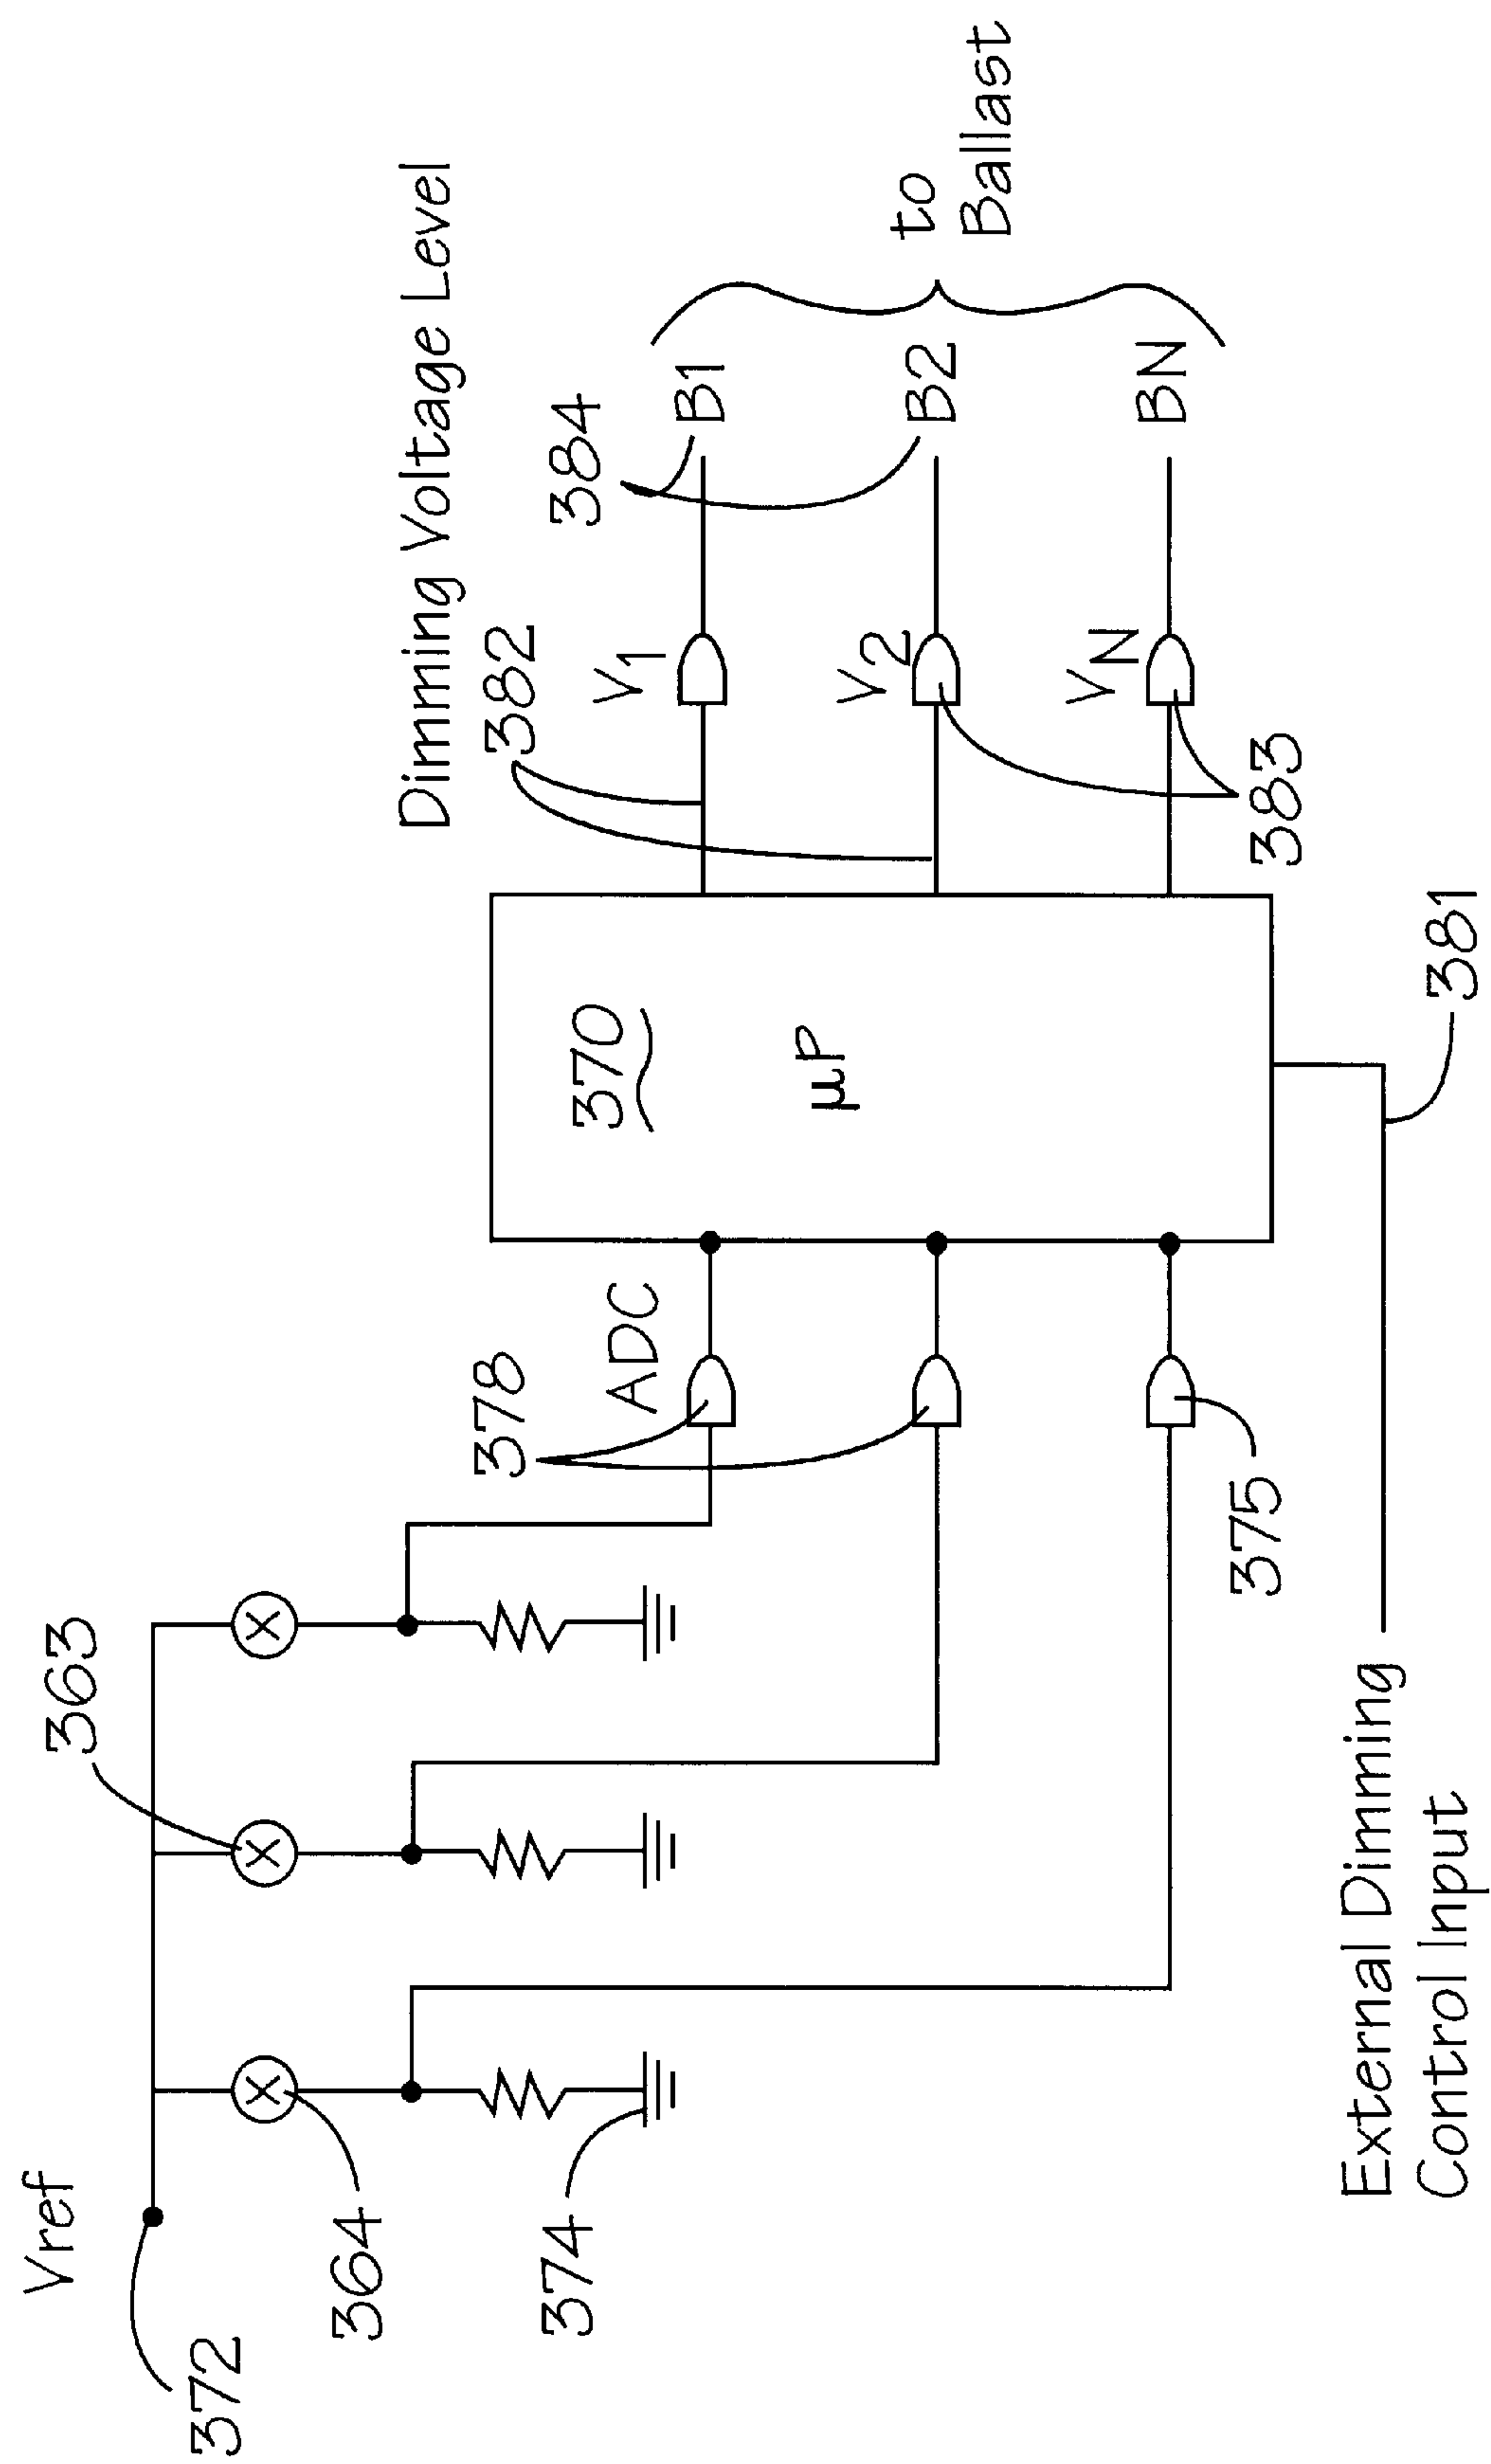 Vref
372
363
364
374
378
ADC
375
370
µP
Dimming Voltage Level
382
384
V1
B1
V2
B2
VN
BN
383
to
Ballast
381
External Dimming
Control Input